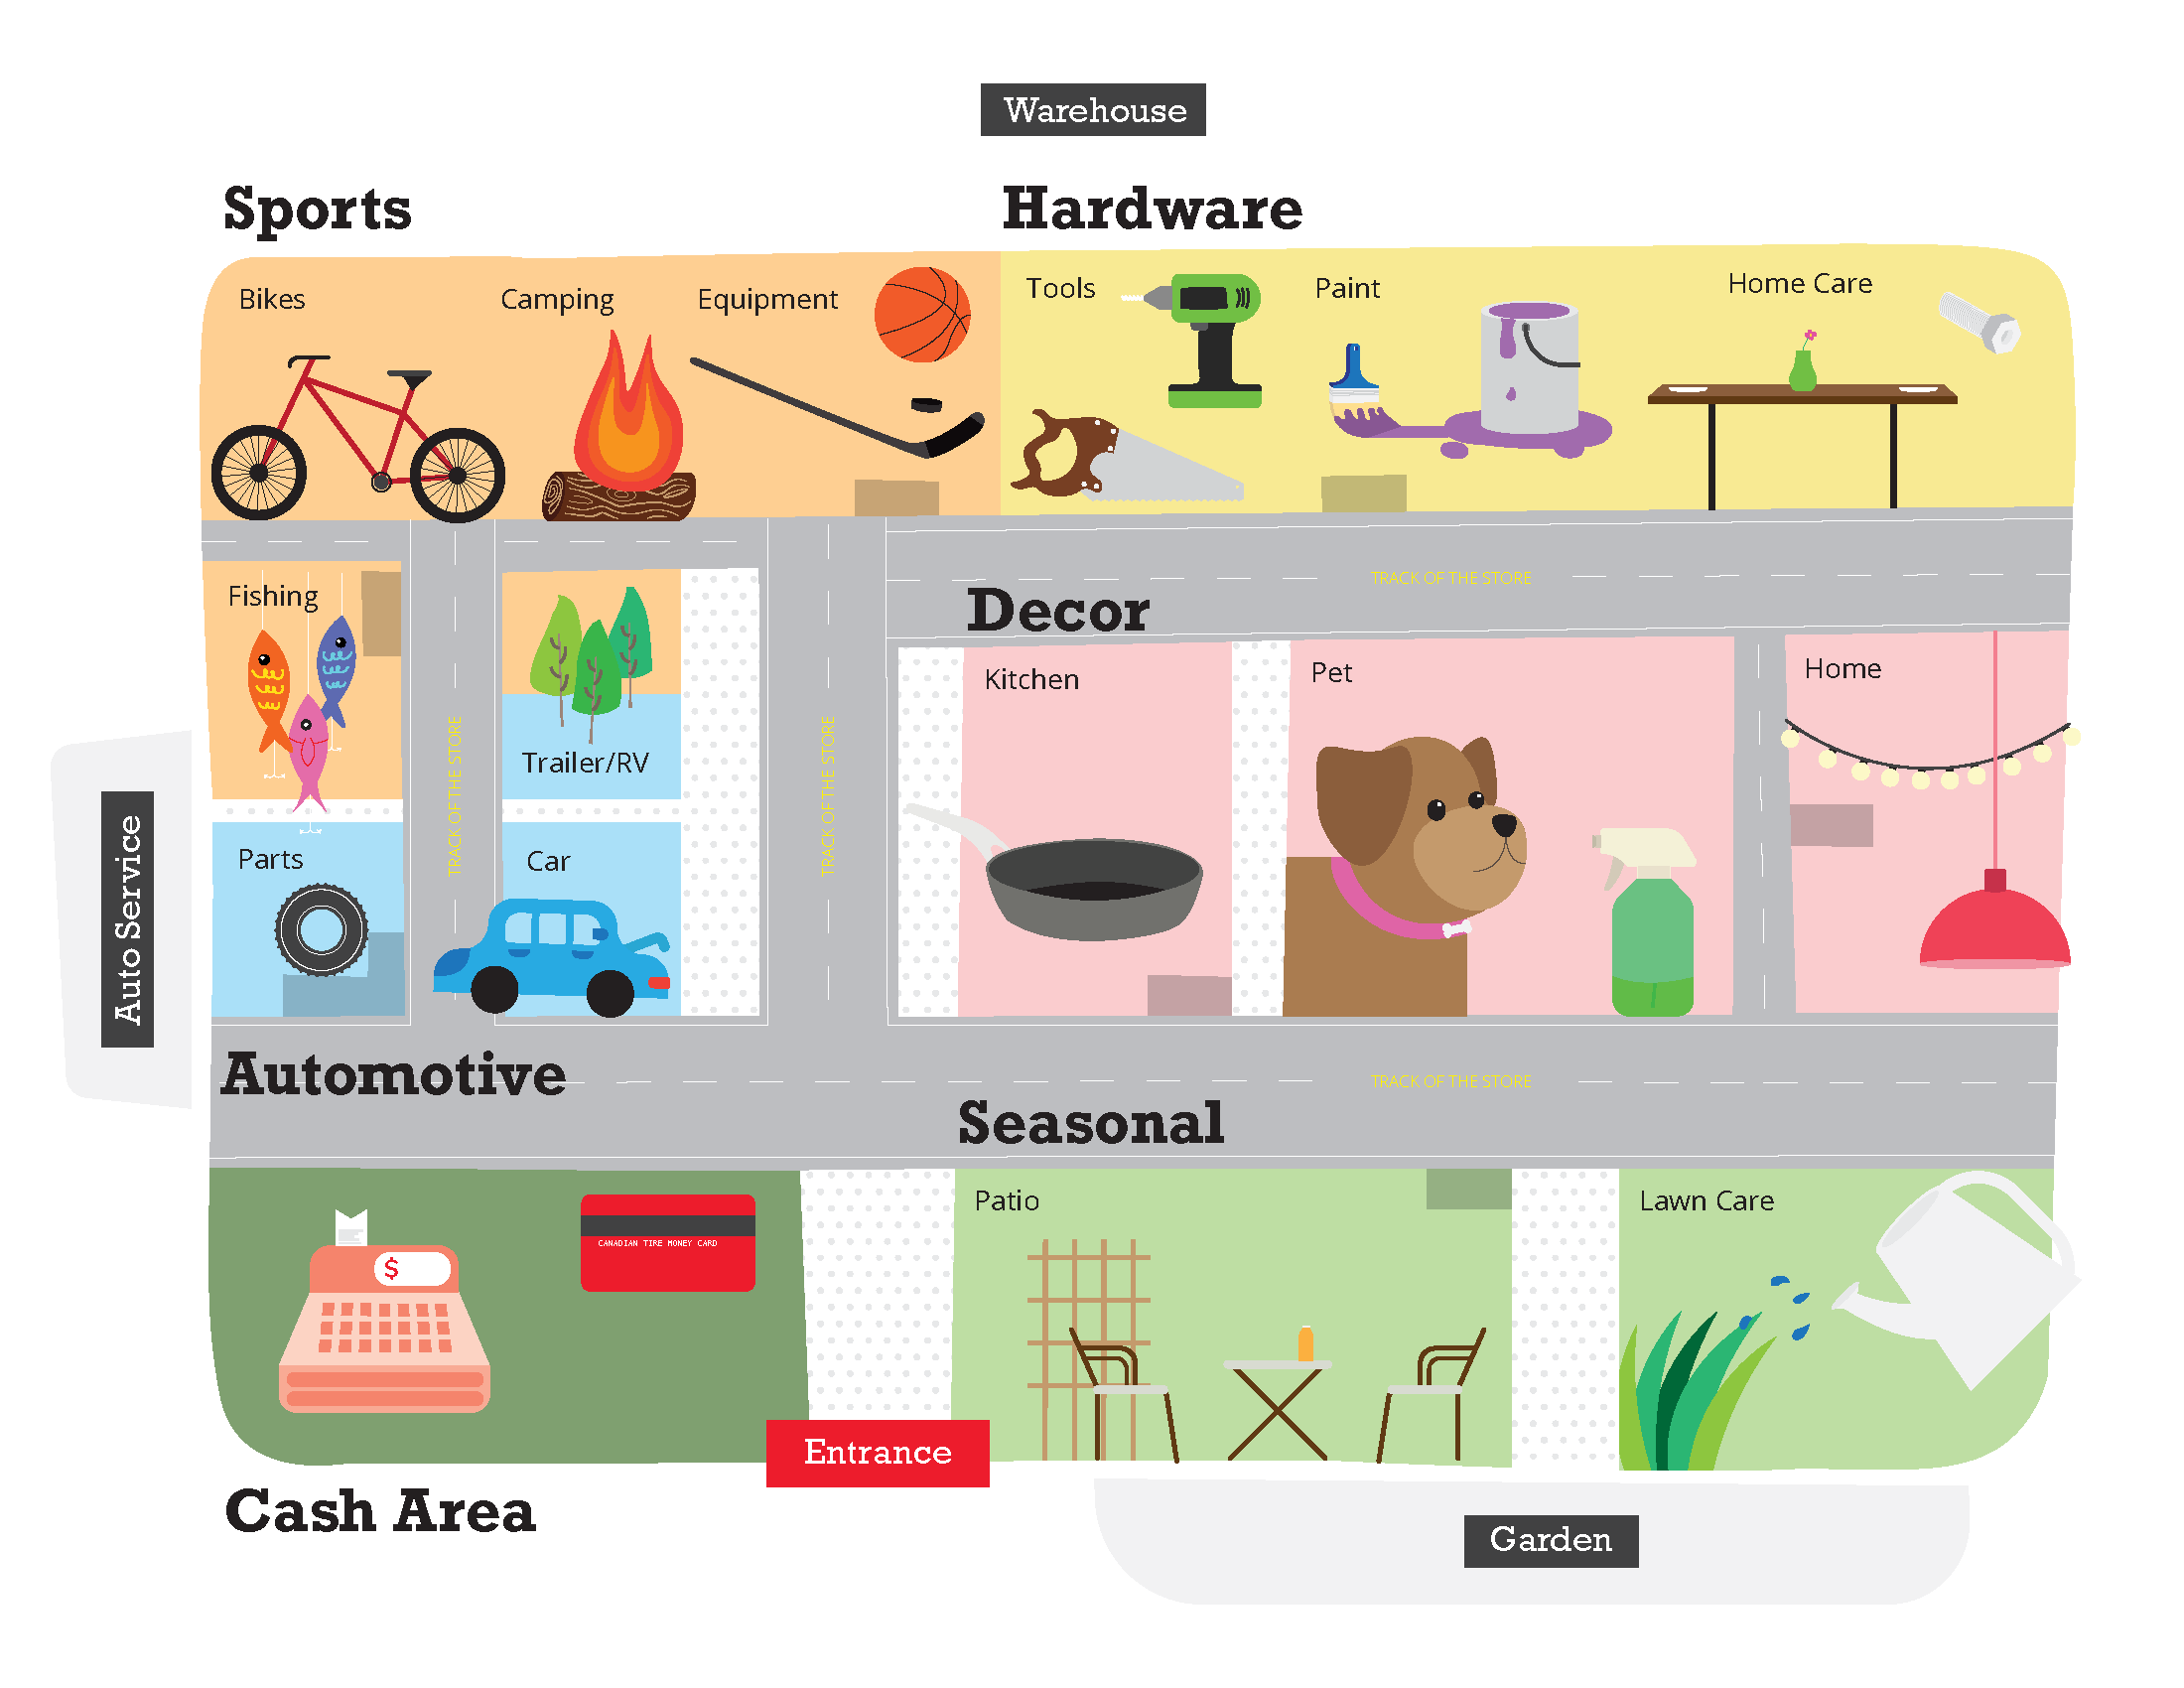 Warehouse
Sports
Hardware
Bikes
Camping
Equipment
Tools
Paint
Home Care
TRACK OF THE STORE
Decor
Fishing
Kitchen
Pet
Home
Trailer/RV
TRACK OF THE STORE
TRACK OF THE STORE
Auto Service
Parts
Car
Automotive
TRACK OF THE STORE
Seasonal
Patio
Lawn Care
CANADIAN TIRE MONEY CARD
$
Entrance
Cash Area
Garden